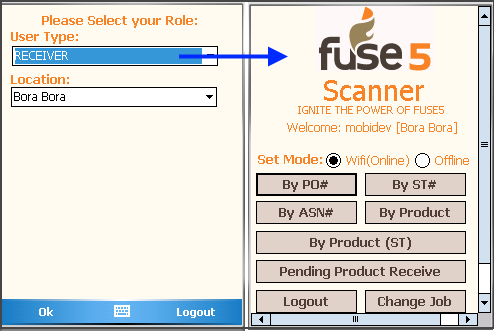 Please Select your Role:
User Type:
RECEIVER
Location:
Bora Bora
Ok
Logout
fuse5
Scanner
IGNITE THE POWER OF FUSE5
Welcome: mobidev [Bora Bora]
Set Mode: Wifi(Online) Offline
By PO# By ST#
By ASN# By Product
By Product (ST)
Pending Product Receive
Logout Change Job